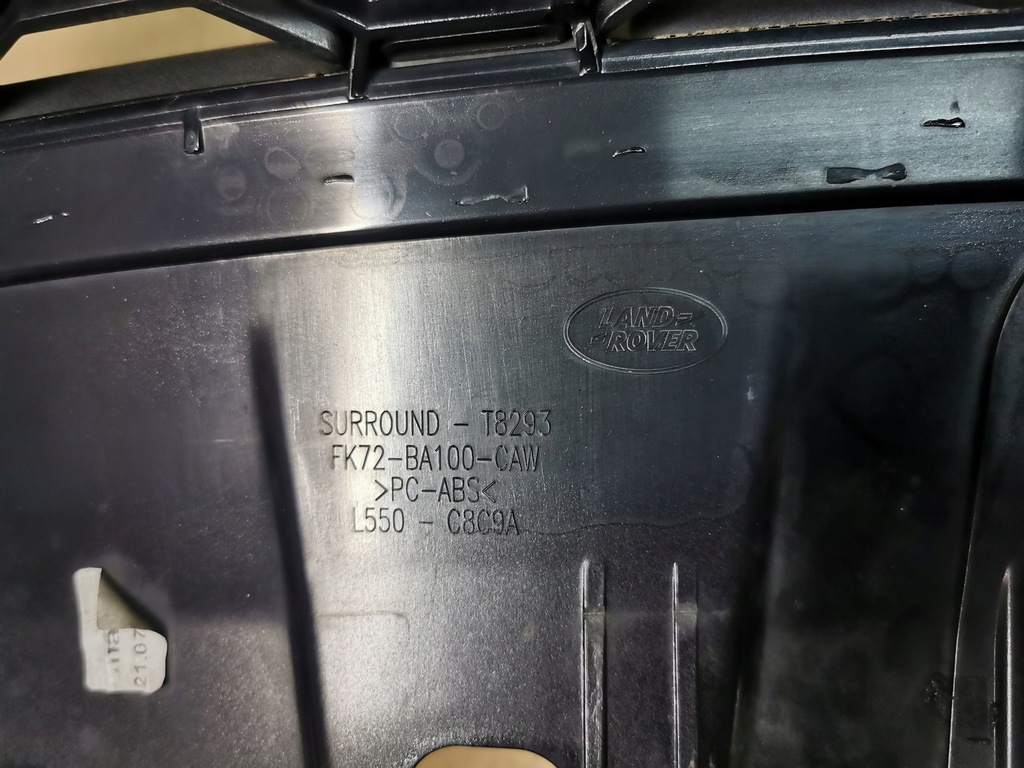 LAND-
-ROVER
SURROUND - T8293
FK72-BA100-CAW
>PC-ABS<
L550 - C8C9A
21.07